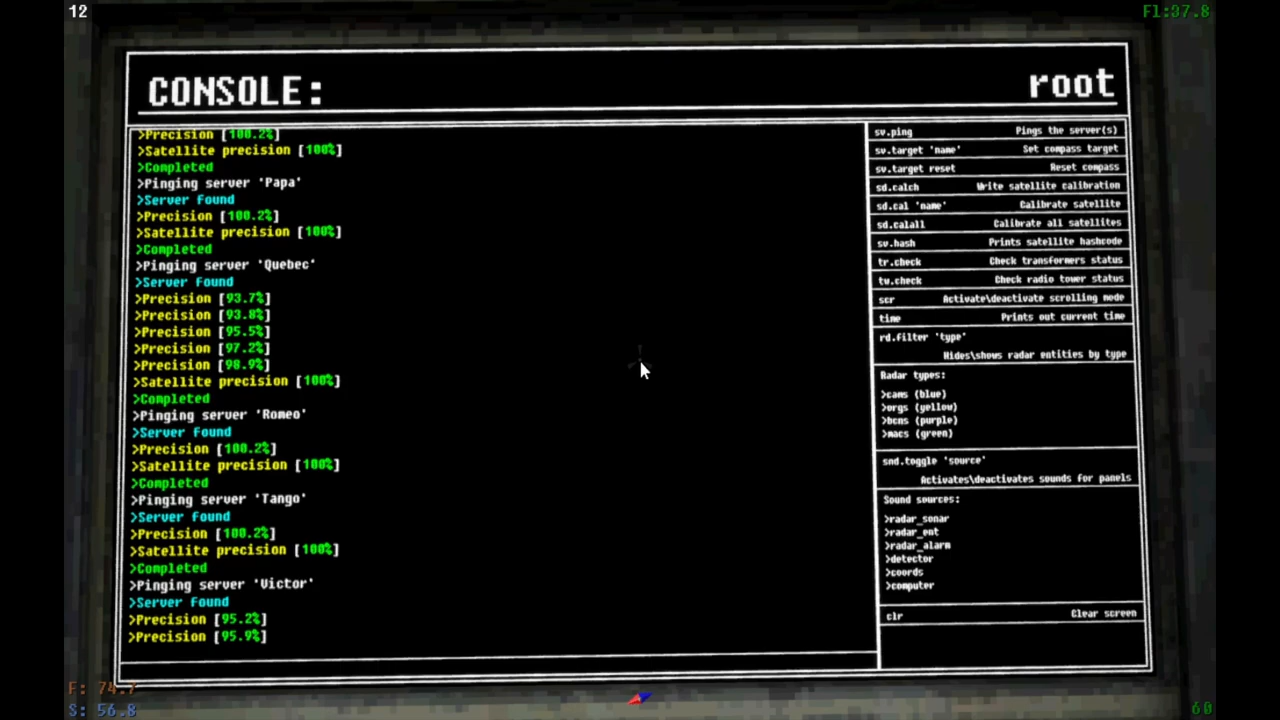 12
F1:37.8
CONSOLE:
root
>Precision [100.2%]
>Satellite precision [100%]
>Completed
>Pinging server 'Papa'
>Server Found
>Precision [100.2%]
>Satellite precision [100%]
>Completed
>Pinging server 'Quebec'
>Server Found
>Precision [93.7%]
>Precision [93.8%]
>Precision [95.5%]
>Precision [97.2%]
>Precision [98.9%]
>Satellite precision [100%]
>Completed
>Pinging server 'Romeo'
>Server Found
>Precision [100.2%]
>Satellite precision [100%]
>Completed
>Pinging server 'Tango'
>Server Found
>Precision [100.2%]
>Satellite precision [100%]
>Completed
>Pinging server 'Victor'
>Server Found
>Precision [95.2%]
>Precision [95.9%]
sv.ping Pings the server(s)
sv.target 'name' Set compass target
sv.target reset Reset compass
sd.calch Write satellite calibration
sd.cal 'name' Calibrate satellite
sd.calall Calibrate all satellites
sv.hash Prints satellite hashcode
tr.check Check transformers status
tw.check Check radio tower status
scr Activate\deactivate scrolling mode
time Prints out current time
rd.filter 'type'
Hides\shows radar entities by type
Radar types:
>cams (blue)
>orgs (yellow)
>bcns (purple)
>macs (green)
snd.toggle 'source'
Activates\deactivates sounds for panels
Sound sources:
>radar_sonar
>radar_ent
>radar_alarm
>detector
>coords
>computer
clr Clear screen
F: 74.7
S: 56.8
60